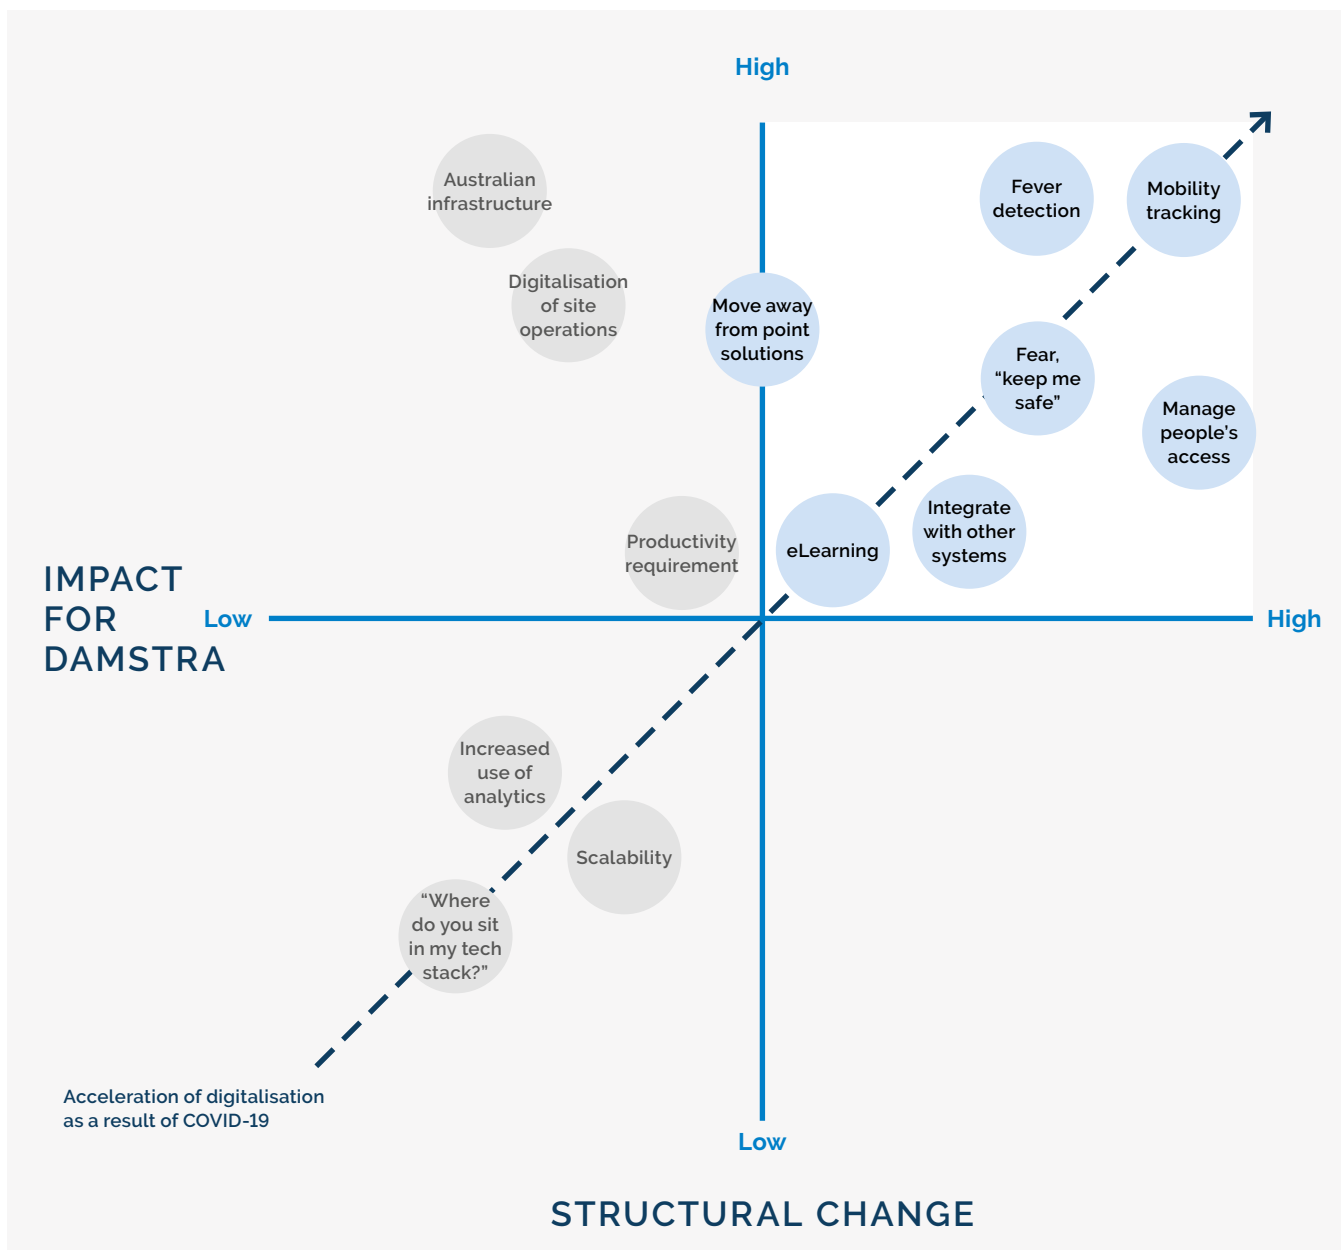 High
Australian
infrastructure
Fever
detection
Mobility
tracking
Digitalisation
of site
operations
Move away
from point
solutions
Fear,
“keep me
safe”
Manage
people’s
access
Productivity
requirement
eLearning
Integrate
with other
systems
IMPACT
FOR
DAMSTRA
Low
High
Increased
use of
analytics
Scalability
“Where
do you sit
in my tech
stack?”
Acceleration of digitalisation
as a result of COVID-19
Low
STRUCTURAL CHANGE